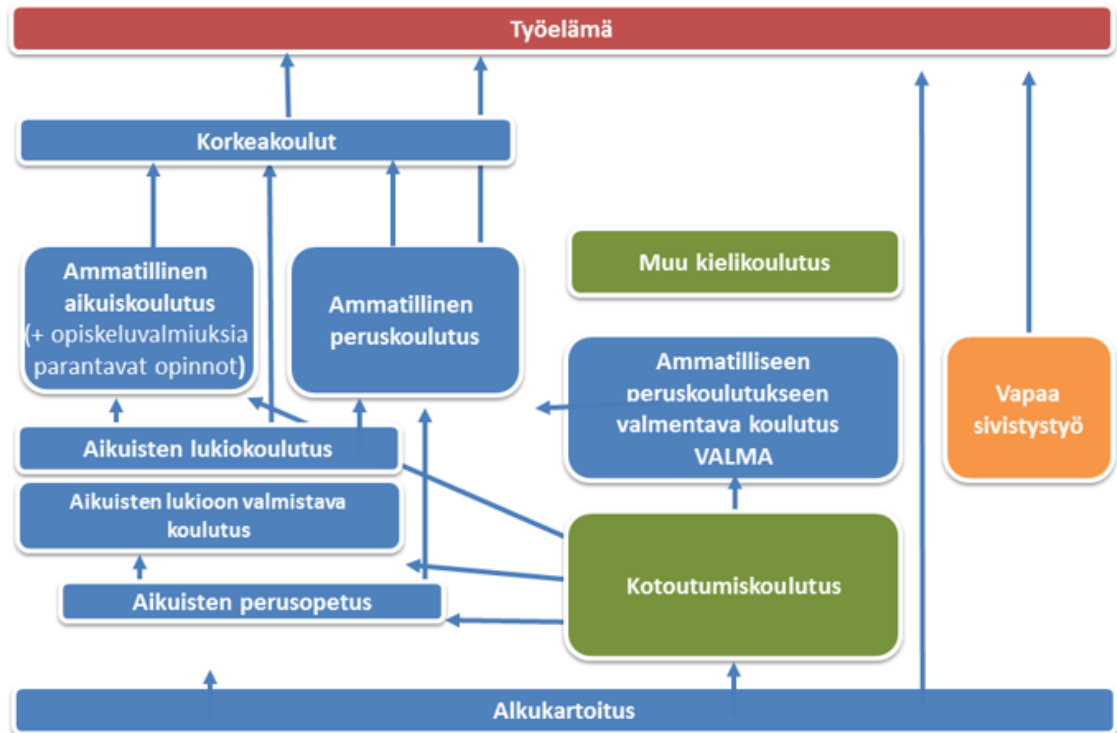 Työelämä
Korkeakoulut
Ammatillinen
aikuiskoulutus
(+ opiskeluvalmiuksia
parantavat opinnot)
Ammatillinen
peruskoulutus
Muu kielikoulutus
Ammatilliseen
peruskoulutukseen
valmentava koulutus
VALMA
Vapaa
sivistystyö
Aikuisten lukiokoulutus
Aikuisten lukioon valmistava
koulutus
Kotoutumiskoulutus
Aikuisten perusopetus
Alkukartoitus